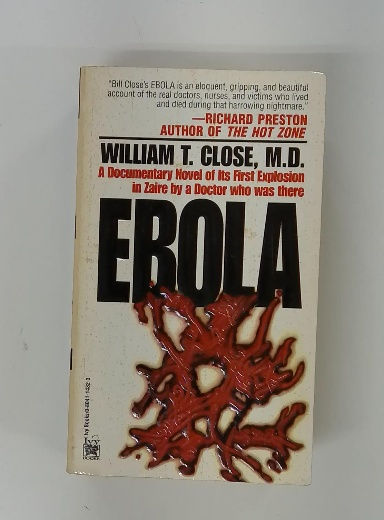 "Bill Close's EBOLA is an eloquent, gripping, and beautiful
account of the real doctors, nurses, and victims who lived
and died during that harrowing nightmare."
—RICHARD PRESTON
AUTHOR OF THE HOT ZONE
WILLIAM T. CLOSE, M.D.
A Documentary Novel of Its First Explosion
in Zaire by a Doctor who was there
EBOLA